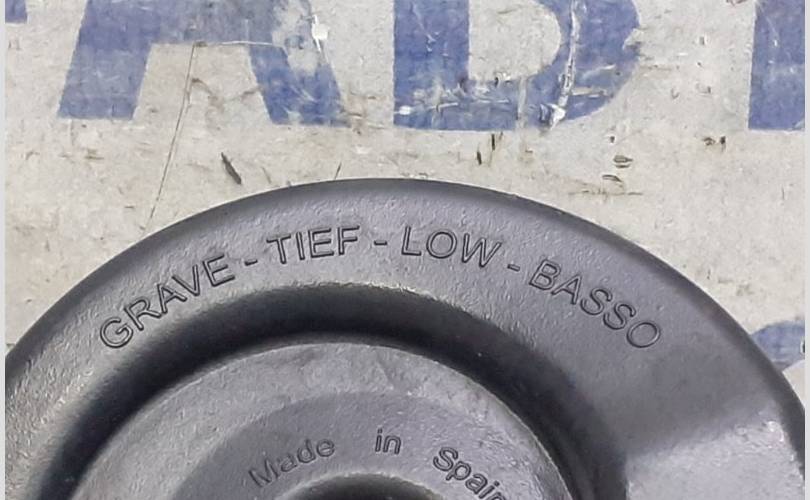 GRAVE - TIEF - LOW - BASSO
Made in Spain